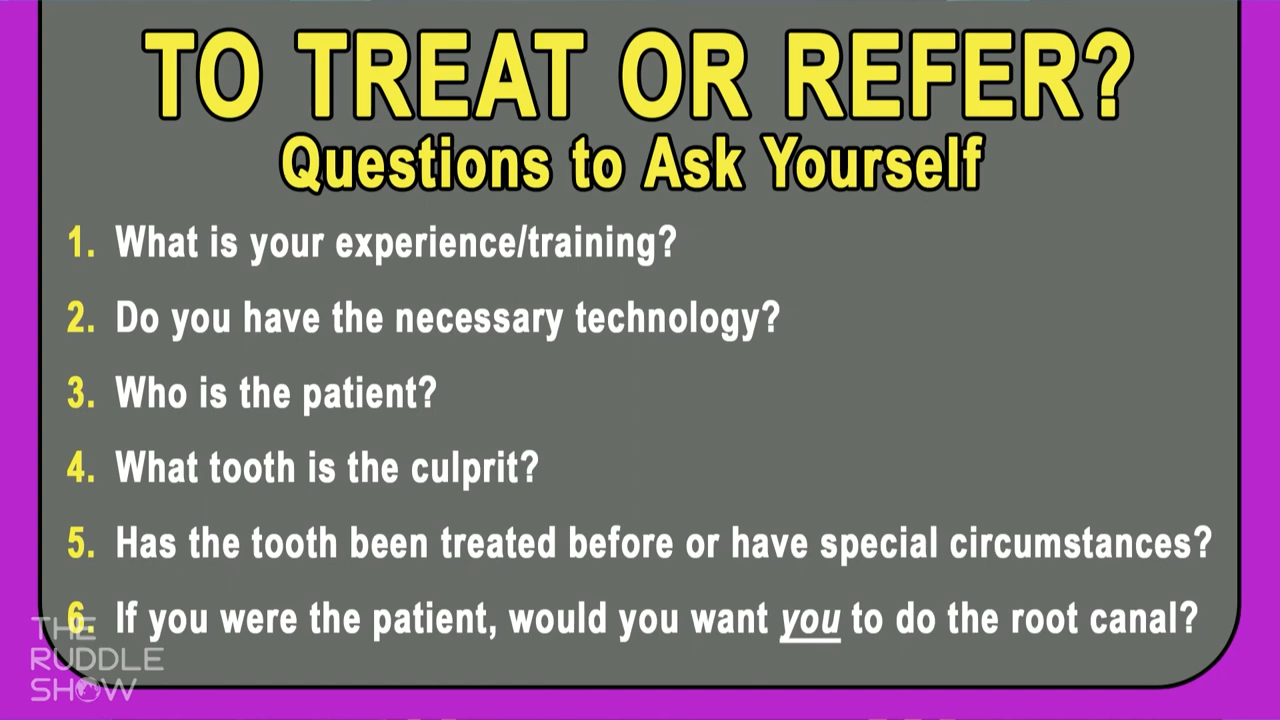 TO TREAT OR REFER?
Questions to Ask Yourself
1. What is your experience/training?
2. Do you have the necessary technology?
3. Who is the patient?
4. What tooth is the culprit?
5. Has the tooth been treated before or have special circumstances?
6. If you were the patient, would you want you to do the root canal?
THE
RUDDLE
SHOW